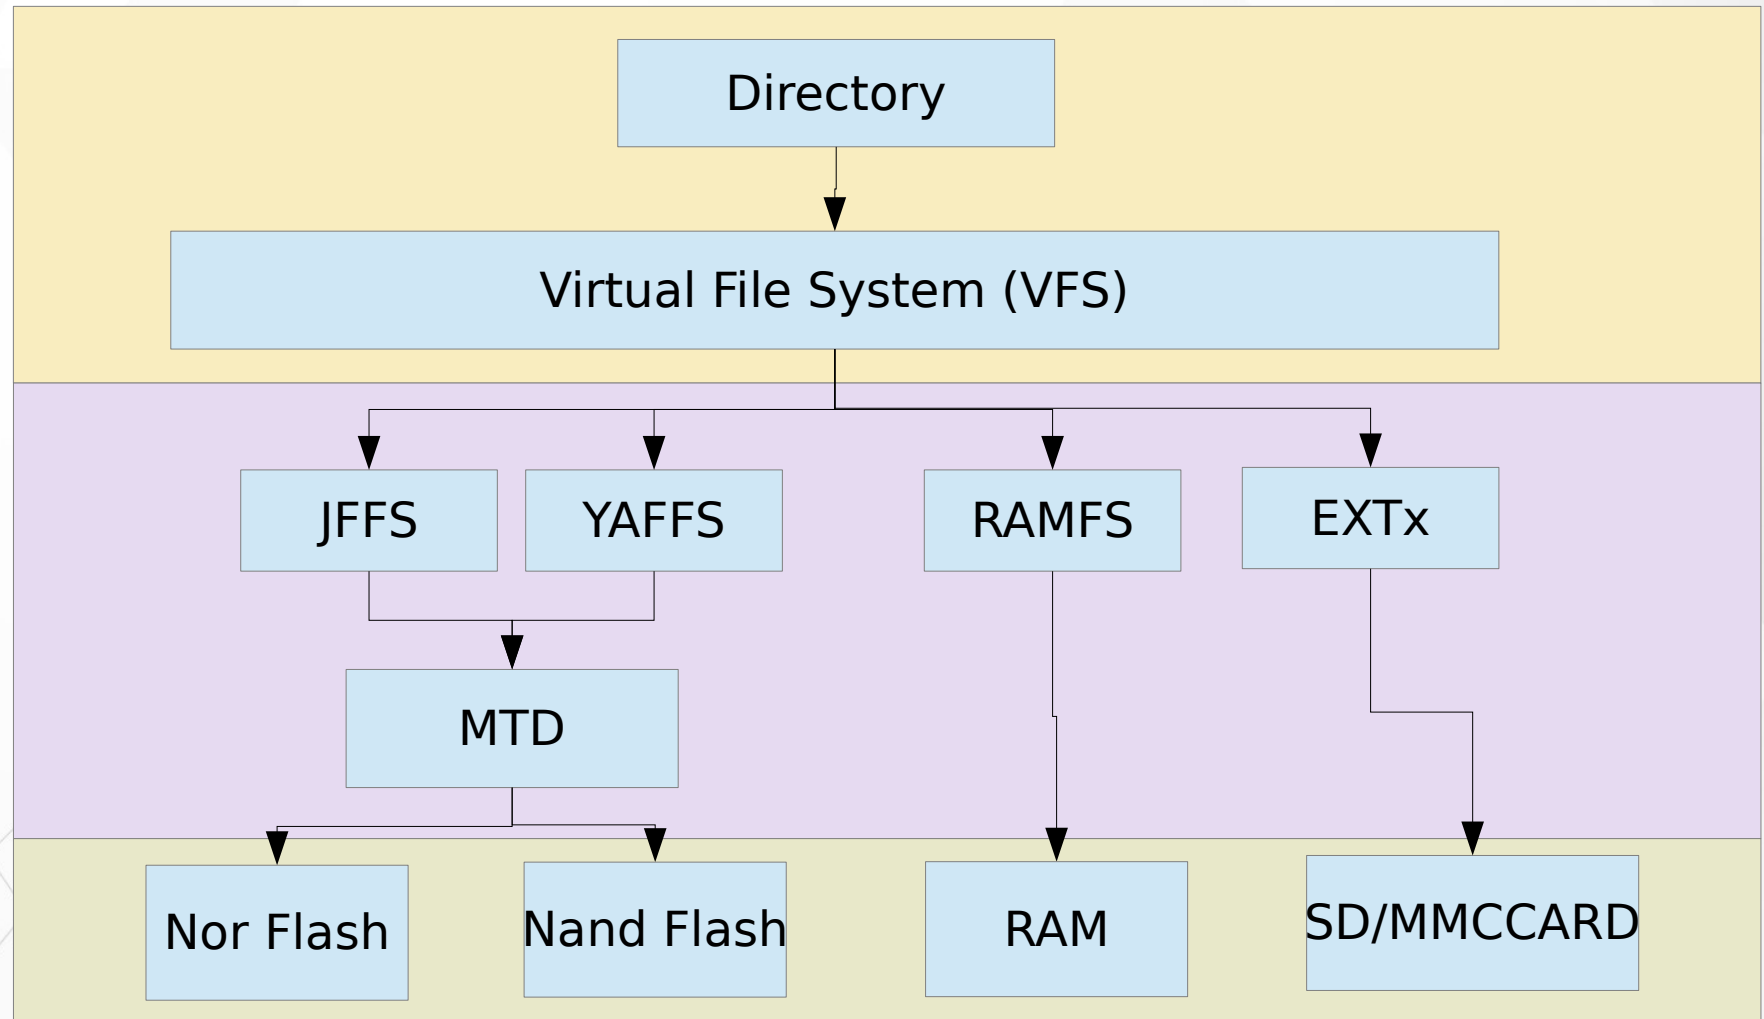 Directory
Virtual File System (VFS)
JFFS
YAFFS
RAMFS
EXTx
MTD
Nor Flash
Nand Flash
RAM
SD/MMCCARD